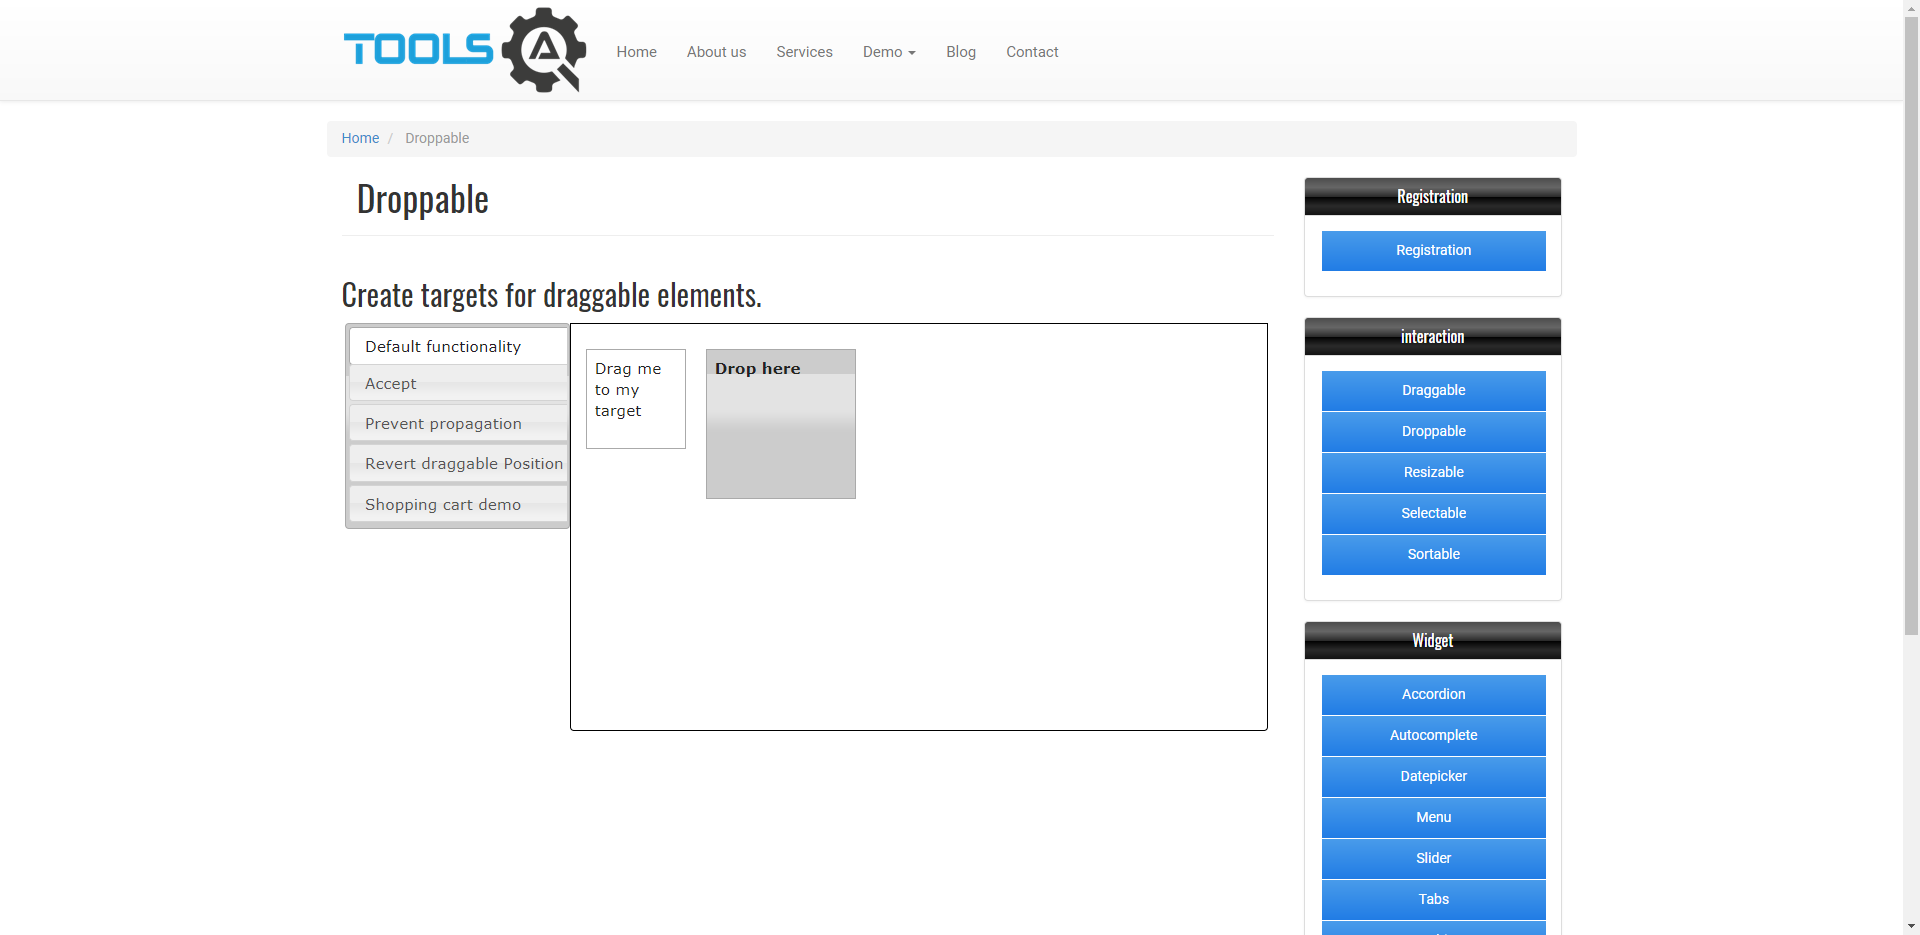 TOOLS
Home About us Services Demo Blog Contact
Home / Droppable
Droppable
Create targets for draggable elements.
Default functionality
Accept
Prevent propagation
Revert draggable Position
Shopping cart demo
Drag me
to my
target
Drop here
Registration
Registration
interaction
Draggable
Droppable
Resizable
Selectable
Sortable
Widget
Accordion
Autocomplete
Datepicker
Menu
Slider
Tabs